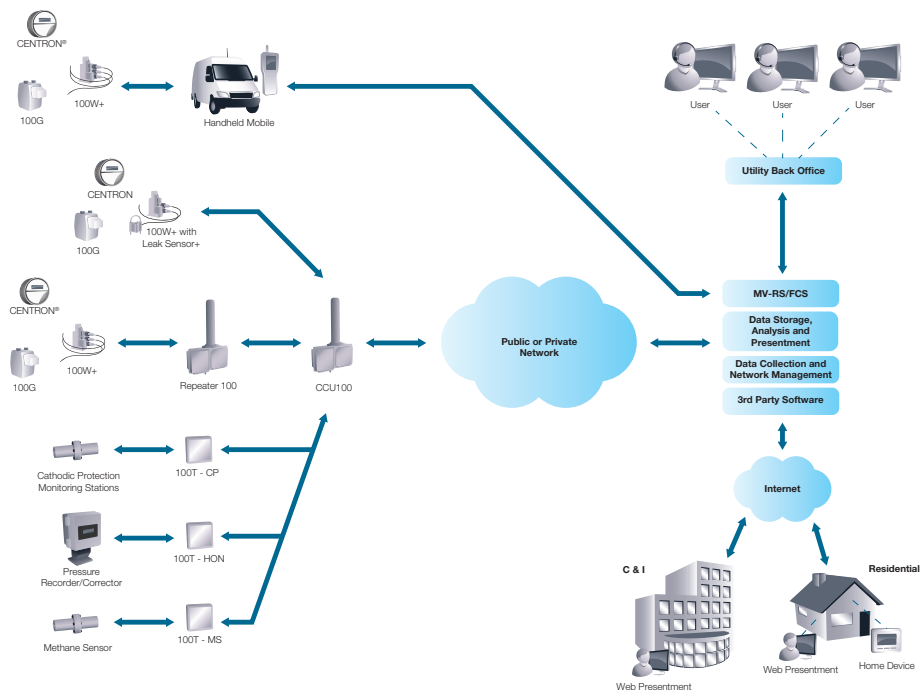 CENTRON®
100W+
100G
Handheld Mobile
User
User
User
Utility Back Office
CENTRON
100W+ with
Leak Sensor+
100G
CENTRON®
100W+
100G
Repeater 100
CCU100
Public or Private
Network
MV-RS/FCS
Data Storage,
Analysis and
Presentment
Data Collection and
Network Management
3rd Party Software
Cathodic Protection
Monitoring Stations
100T - CP
Pressure
Recorder/Corrector
100T - HON
Methane Sensor
100T - MS
Internet
C & I
Residential
Web Presentment
Web Presentment
Home Device